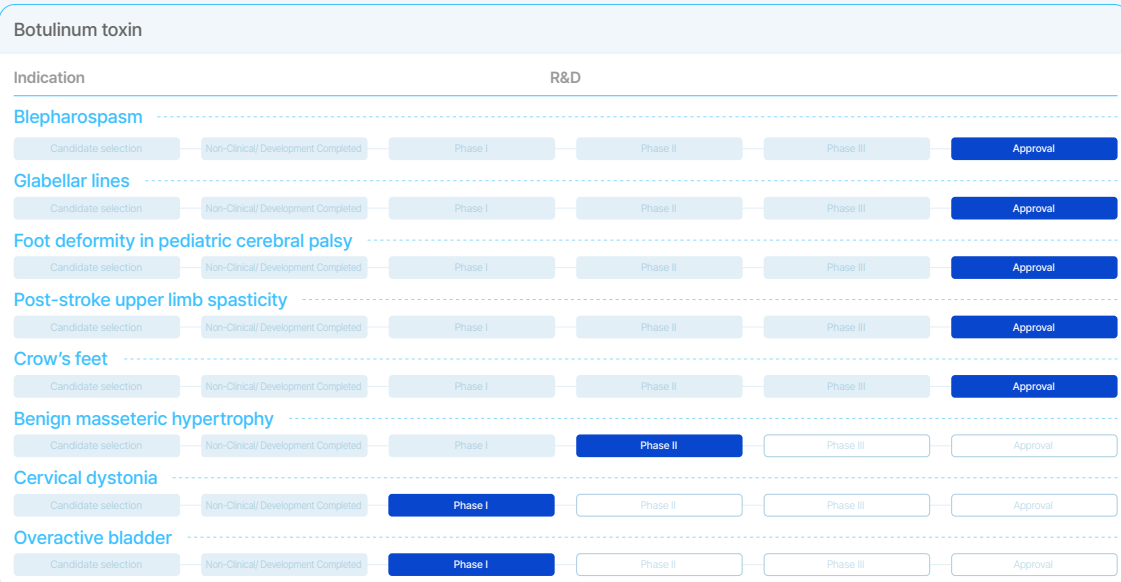 Botulinum toxin
Indication R&D
Blepharospasm
Candidate selection Non-Clinical/ Development Completed Phase I Phase II Phase III Approval
Glabellar lines
Candidate selection Non-Clinical/ Development Completed Phase I Phase II Phase III Approval
Foot deformity in pediatric cerebral palsy
Candidate selection Non-Clinical/ Development Completed Phase I Phase II Phase III Approval
Post-stroke upper limb spasticity
Candidate selection Non-Clinical/ Development Completed Phase I Phase II Phase III Approval
Crow’s feet
Candidate selection Non-Clinical/ Development Completed Phase I Phase II Phase III Approval
Benign masseteric hypertrophy
Candidate selection Non-Clinical/ Development Completed Phase I Phase II Phase III Approval
Cervical dystonia
Candidate selection Non-Clinical/ Development Completed Phase I Phase II Phase III Approval
Overactive bladder
Candidate selection Non-Clinical/ Development Completed Phase I Phase II Phase III Approval